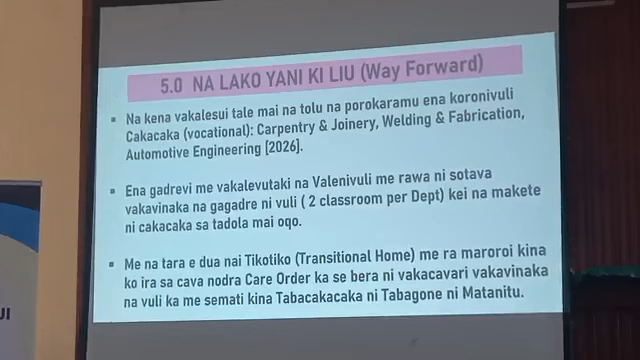 5.0 NA LAKO YANI KI LIU (Way Forward)
▪ Na kena vakalesui tale mai na tolu na porokaramu ena koronivuli
Cakacaka (vocational): Carpentry & Joinery, Welding & Fabrication,
Automotive Engineering [2026].
▪ Ena gadrevi me vakalevutaki na Valenivuli me rawa ni sotava
vakavinaka na gagadre ni vuli ( 2 classroom per Dept) kei na makete
ni cakacaka sa tadola mai oqo.
▪ Me na tara e dua nai Tikotiko (Transitional Home) me ra maroroi kina
ko ira sa cava nodra Care Order ka se bera ni vakacavari vakavinaka
na vuli ka me semati kina Tabacakacaka ni Tabagone ni Matanitu.